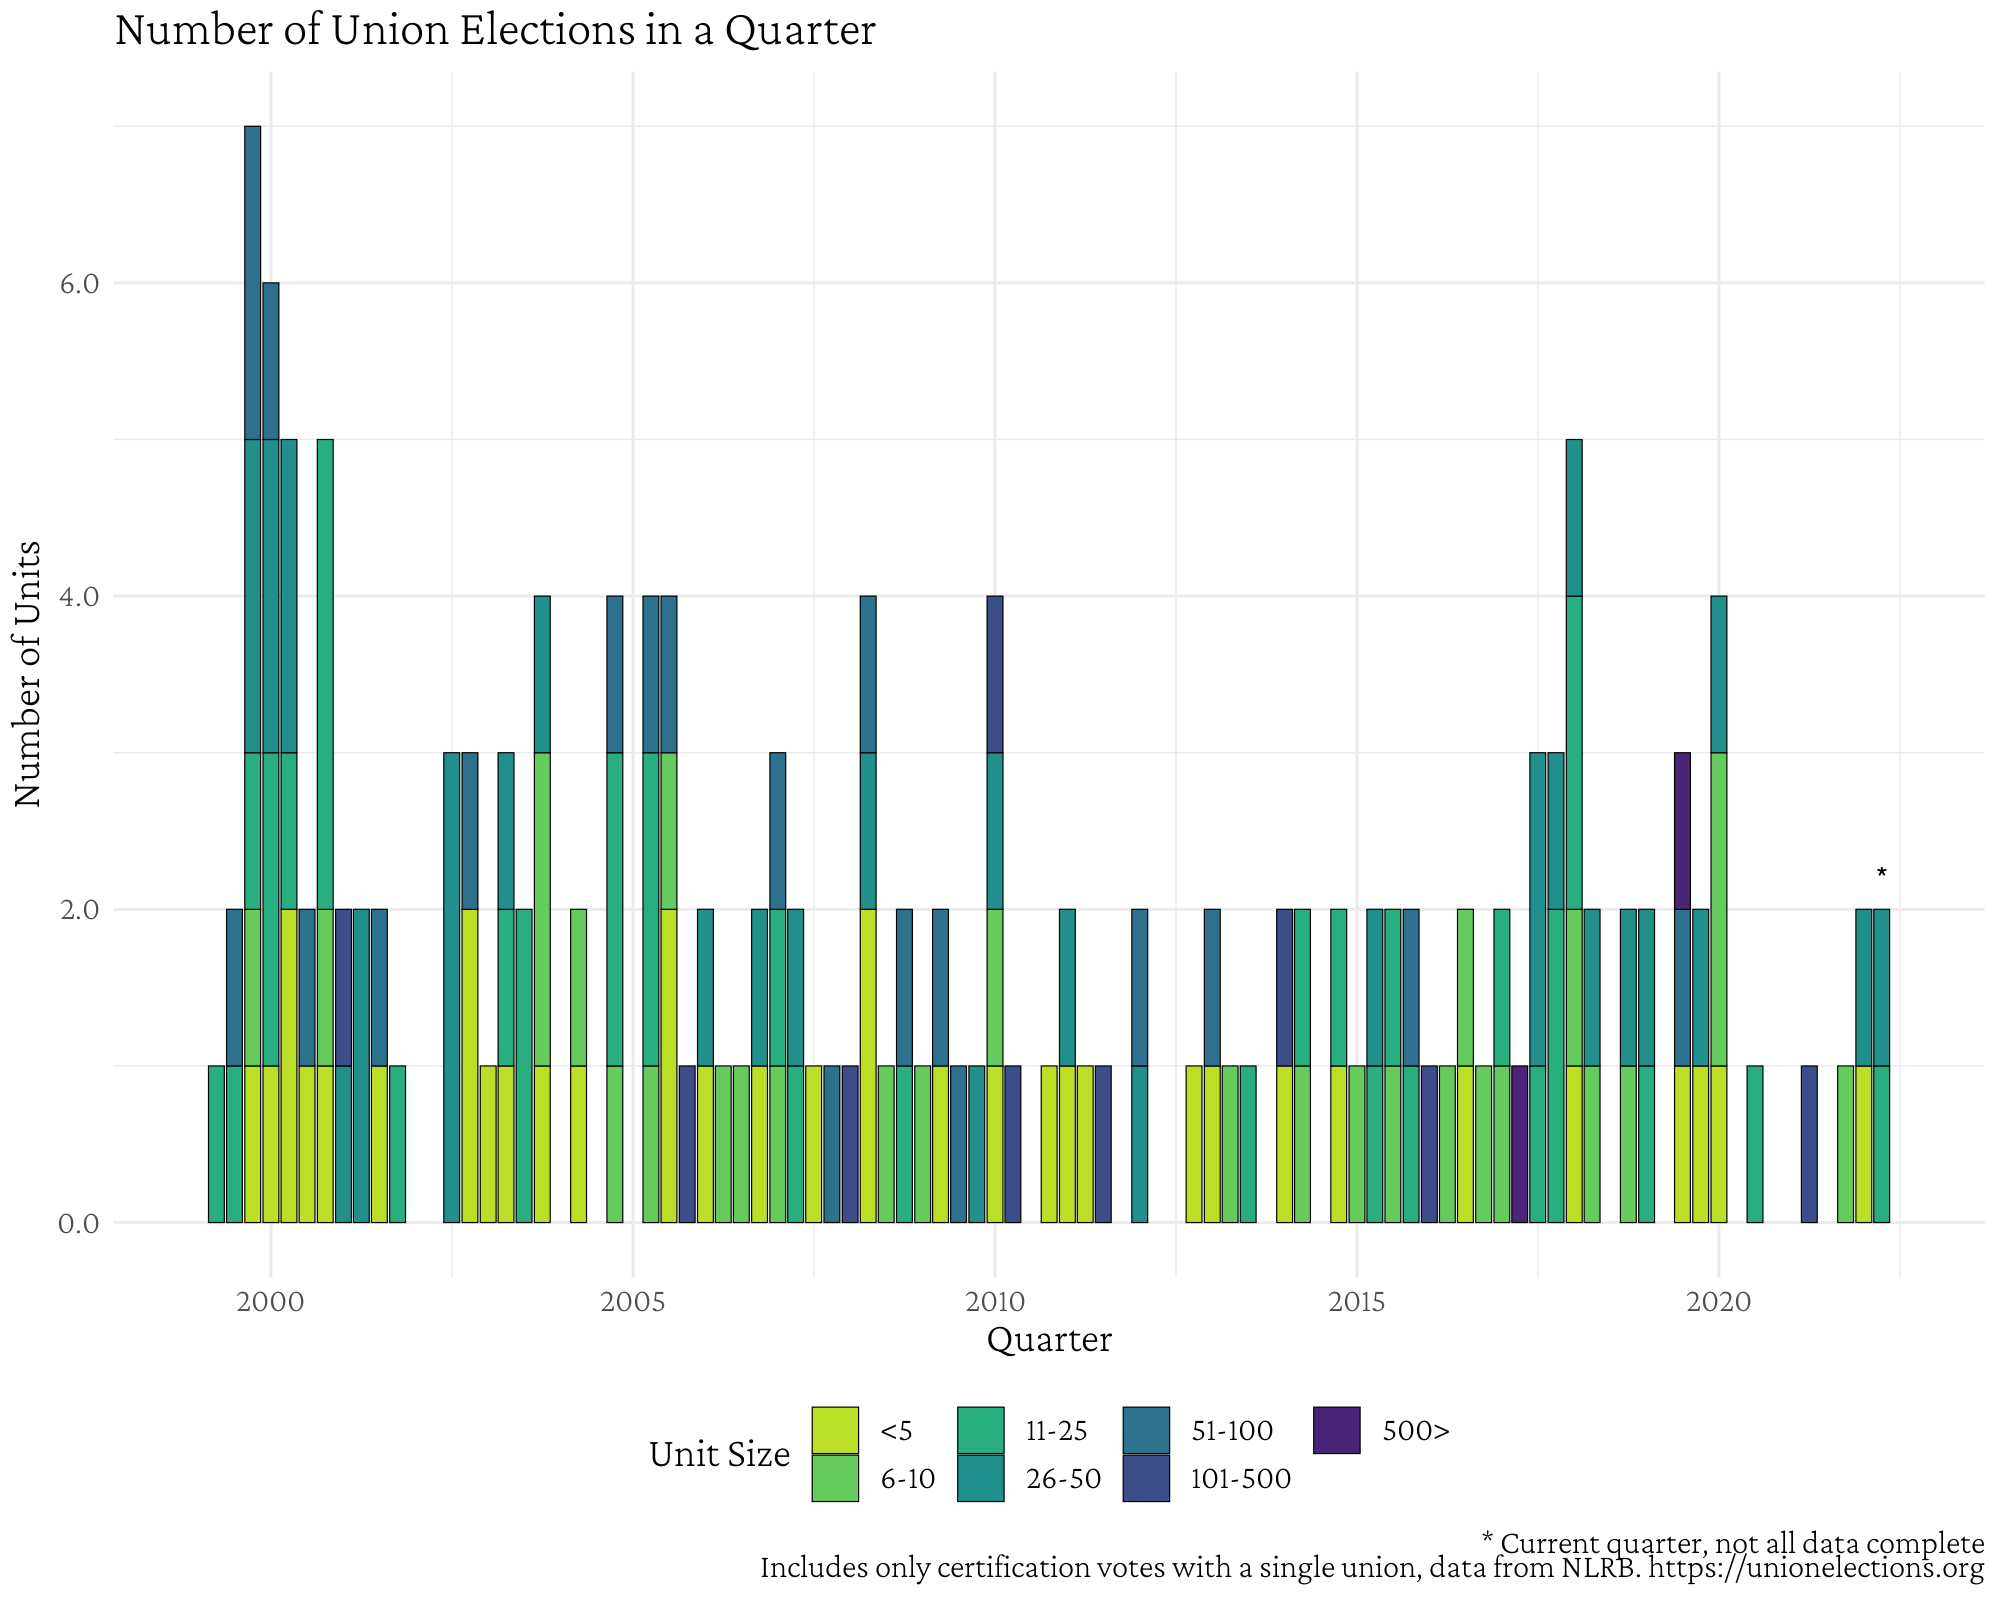 Number of Union Elections in a Quarter
Number of Units
6.0
4.0
2.0
0.0
*
2000 2005 2010 2015 2020
Quarter
Unit Size
<5 11-25 51-100 500>
6-10 26-50 101-500
* Current quarter, not all data complete
Includes only certification votes with a single union, data from NLRB. https://unionelections.org